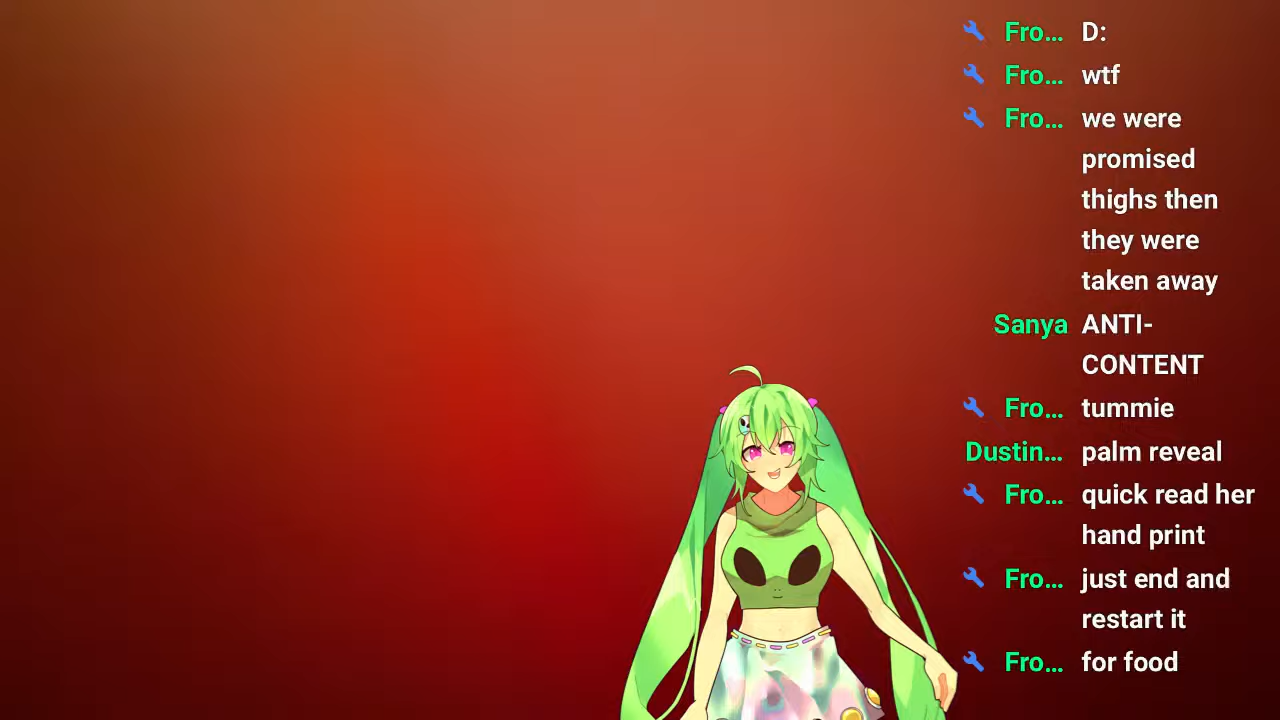 Fro... D:
Fro... wtf
Fro... we were
promised
thighs then
they were
taken away
Sanya ANTI-
CONTENT
Fro... tummie
Dustin... palm reveal
Fro... quick read her
hand print
Fro... just end and
restart it
Fro... for food